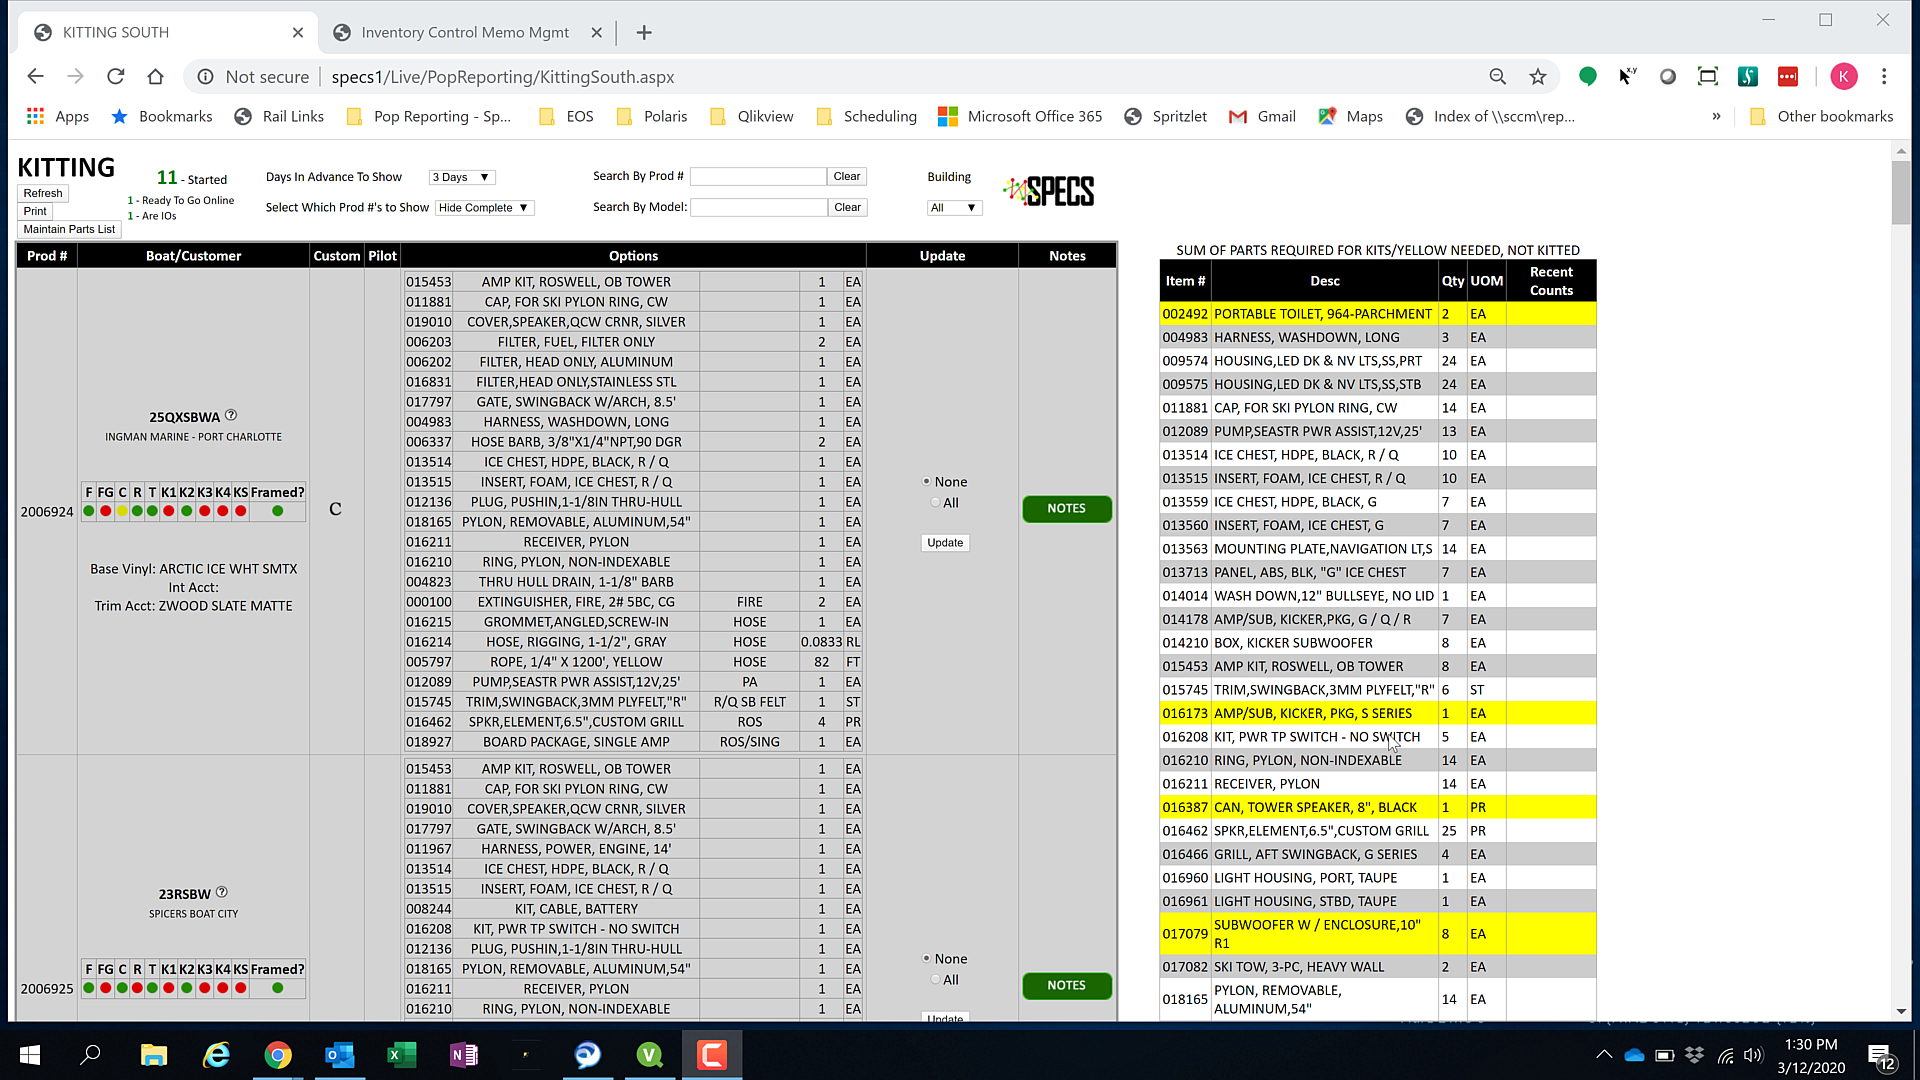 KITTING SOUTH
Inventory Control Memo Mgmt
Not secure
specs1/Live/PopReporting/KittingSouth.aspx
K
Apps
Bookmarks
Rail Links
Pop Reporting - Sp...
EOS
Polaris
Qlikview
Scheduling
Microsoft Office 365
Spritzlet
Gmail
Maps
Index of \\sccm\rep...
»
Other bookmarks
KITTING
Refresh
Print
Maintain Parts List
11 - Started
1 - Ready To Go Online
1 - Are IOs
Days In Advance To Show 3 Days
Select Which Prod #'s to Show Hide Complete
Search By Prod # Clear
Search By Model: Clear
Building
All
SPECS
Prod # Boat/Customer Custom Pilot Options Update Notes
2006924
25QXSBWA
INGMAN MARINE - PORT CHARLOTTE
F FG C R T K1 K2 K3 K4 KS Framed?
Base Vinyl: ARCTIC ICE WHT SMTX
Int Acct:
Trim Acct: ZWOOD SLATE MATTE
C
015453 AMP KIT, ROSWELL, OB TOWER 1 EA
011881 CAP, FOR SKI PYLON RING, CW 1 EA
019010 COVER,SPEAKER,QCW CRNR, SILVER 1 EA
006203 FILTER, FUEL, FILTER ONLY 2 EA
006202 FILTER, HEAD ONLY, ALUMINUM 1 EA
016831 FILTER,HEAD ONLY,STAINLESS STL 1 EA
017797 GATE, SWINGBACK W/ARCH, 8.5' 1 EA
004983 HARNESS, WASHDOWN, LONG 1 EA
006337 HOSE BARB, 3/8"X1/4"NPT,90 DGR 2 EA
013514 ICE CHEST, HDPE, BLACK, R / Q 1 EA
013515 INSERT, FOAM, ICE CHEST, R / Q 1 EA
012136 PLUG, PUSHIN,1-1/8IN THRU-HULL 1 EA
018165 PYLON, REMOVABLE, ALUMINUM,54" 1 EA
016211 RECEIVER, PYLON 1 EA
016210 RING, PYLON, NON-INDEXABLE 1 EA
004823 THRU HULL DRAIN, 1-1/8" BARB 1 EA
000100 EXTINGUISHER, FIRE, 2# 5BC, CG FIRE 2 EA
016215 GROMMET,ANGLED,SCREW-IN HOSE 1 EA
016214 HOSE, RIGGING, 1-1/2", GRAY HOSE 0.0833 RL
005797 ROPE, 1/4" X 1200', YELLOW HOSE 82 FT
012089 PUMP,SEASTR PWR ASSIST,12V,25' PA 1 EA
015745 TRIM,SWINGBACK,3MM PLYFELT,"R" R/Q SB FELT 1 ST
016462 SPKR,ELEMENT,6.5",CUSTOM GRILL ROS 4 PR
018927 BOARD PACKAGE, SINGLE AMP ROS/SING 1 EA
None
All
Update
NOTES
2006925
23RSBW
SPICERS BOAT CITY
F FG C R T K1 K2 K3 K4 KS Framed?
015453 AMP KIT, ROSWELL, OB TOWER 1 EA
011881 CAP, FOR SKI PYLON RING, CW 1 EA
019010 COVER,SPEAKER,QCW CRNR, SILVER 1 EA
017797 GATE, SWINGBACK W/ARCH, 8.5' 1 EA
011967 HARNESS, POWER, ENGINE, 14' 1 EA
013514 ICE CHEST, HDPE, BLACK, R / Q 1 EA
013515 INSERT, FOAM, ICE CHEST, R / Q 1 EA
008244 KIT, CABLE, BATTERY 1 EA
016208 KIT, PWR TP SWITCH - NO SWITCH 1 EA
012136 PLUG, PUSHIN,1-1/8IN THRU-HULL 1 EA
018165 PYLON, REMOVABLE, ALUMINUM,54" 1 EA
016211 RECEIVER, PYLON 1 EA
016210 RING, PYLON, NON-INDEXABLE 1 EA
None
All
Update
NOTES
SUM OF PARTS REQUIRED FOR KITS/YELLOW NEEDED, NOT KITTED
Item # Desc Qty UOM Recent Counts
002492 PORTABLE TOILET, 964-PARCHMENT 2 EA
004983 HARNESS, WASHDOWN, LONG 3 EA
009574 HOUSING,LED DK & NV LTS,SS,PRT 24 EA
009575 HOUSING,LED DK & NV LTS,SS,STB 24 EA
011881 CAP, FOR SKI PYLON RING, CW 14 EA
012089 PUMP,SEASTR PWR ASSIST,12V,25' 13 EA
013514 ICE CHEST, HDPE, BLACK, R / Q 10 EA
013515 INSERT, FOAM, ICE CHEST, R / Q 10 EA
013559 ICE CHEST, HDPE, BLACK, G 7 EA
013560 INSERT, FOAM, ICE CHEST, G 7 EA
013563 MOUNTING PLATE,NAVIGATION LT,S 14 EA
013713 PANEL, ABS, BLK, "G" ICE CHEST 7 EA
014014 WASH DOWN,12" BULLSEYE, NO LID 1 EA
014178 AMP/SUB, KICKER,PKG, G / Q / R 7 EA
014210 BOX, KICKER SUBWOOFER 8 EA
015453 AMP KIT, ROSWELL, OB TOWER 8 EA
015745 TRIM,SWINGBACK,3MM PLYFELT,"R" 6 ST
016173 AMP/SUB, KICKER, PKG, S SERIES 1 EA
016208 KIT, PWR TP SWITCH - NO SWITCH 5 EA
016210 RING, PYLON, NON-INDEXABLE 14 EA
016211 RECEIVER, PYLON 14 EA
016387 CAN, TOWER SPEAKER, 8", BLACK 1 PR
016462 SPKR,ELEMENT,6.5",CUSTOM GRILL 25 PR
016466 GRILL, AFT SWINGBACK, G SERIES 4 EA
016960 LIGHT HOUSING, PORT, TAUPE 1 EA
016961 LIGHT HOUSING, STBD, TAUPE 1 EA
017079 SUBWOOFER W / ENCLOSURE,10" R1 8 EA
017082 SKI TOW, 3-PC, HEAVY WALL 2 EA
018165 PYLON, REMOVABLE, ALUMINUM,54" 14 EA
1:30 PM
3/12/2020
12